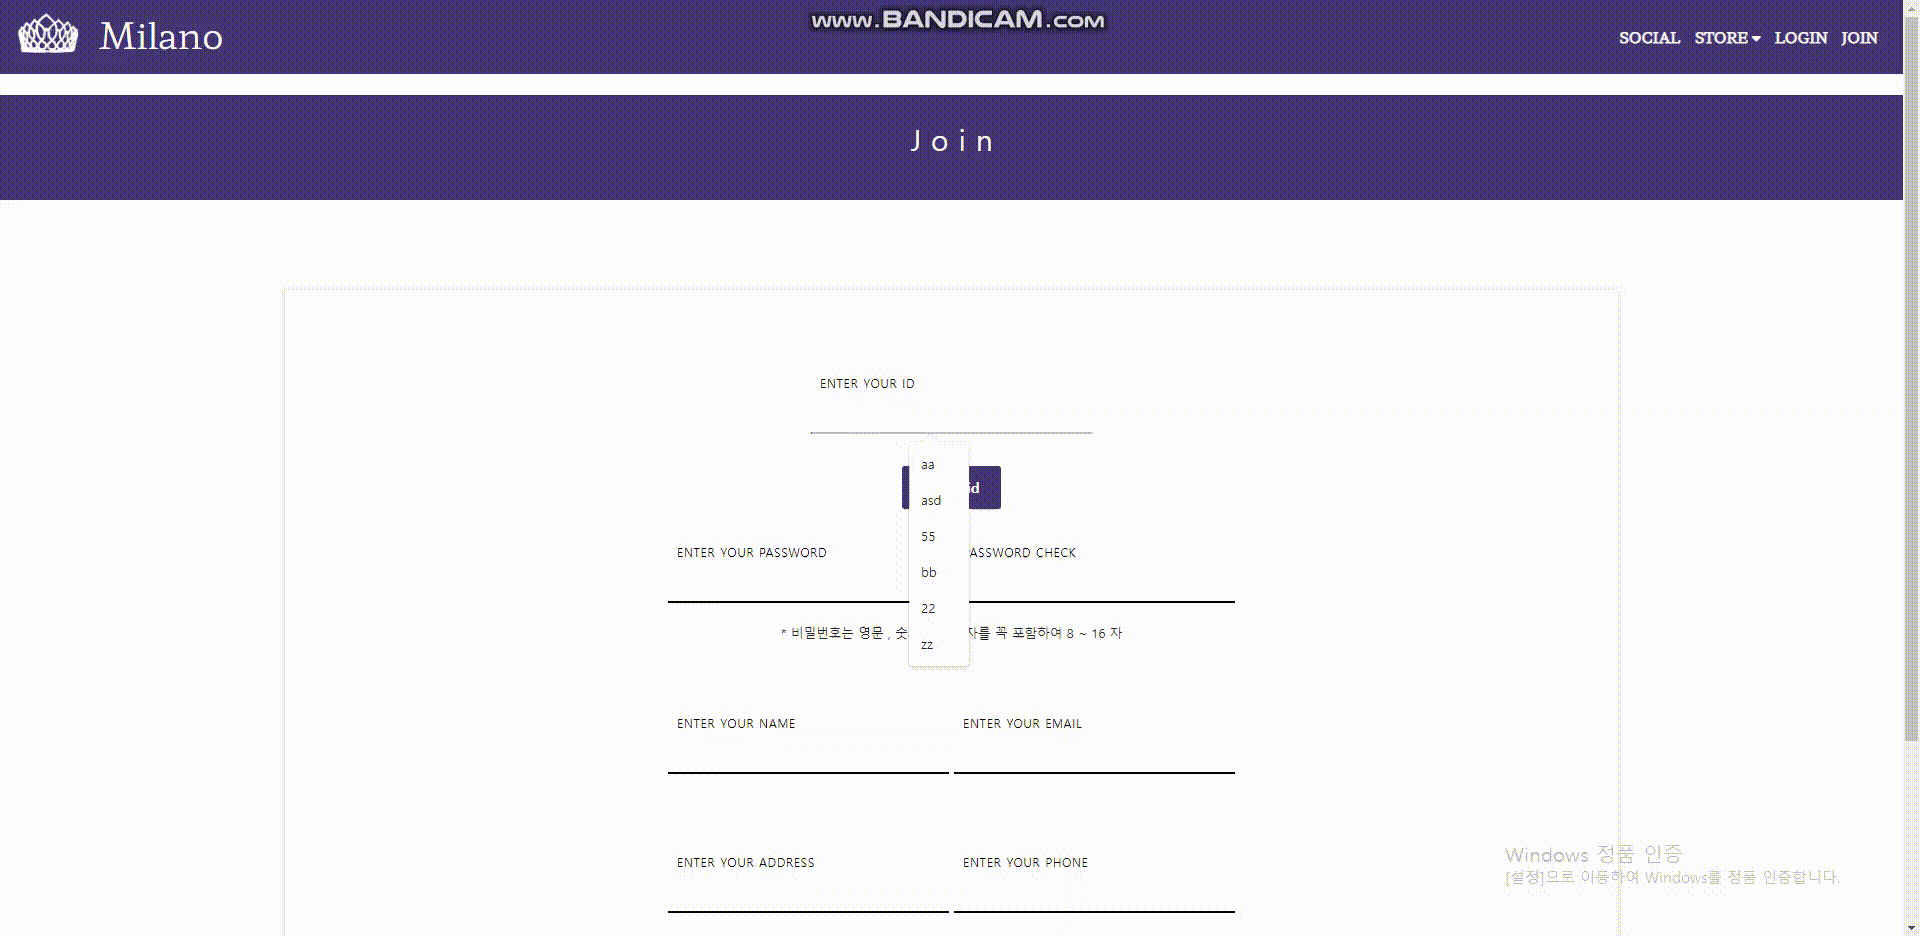 Milano
www.BANDICAM.com
SOCIAL STORE LOGIN JOIN
Join
ENTER YOUR ID
aa
id
asd
55
ENTER YOUR PASSWORD
ASSWORD CHECK
bb
22
* 비밀번호는 영문 , 숫
자를 꼭 포함하여 8 ~ 16 자
zz
ENTER YOUR NAME
ENTER YOUR EMAIL
ENTER YOUR ADDRESS
ENTER YOUR PHONE
Windows 정품 인증
[설정]으로 이동하여 Windows를 정품 인증합니다.